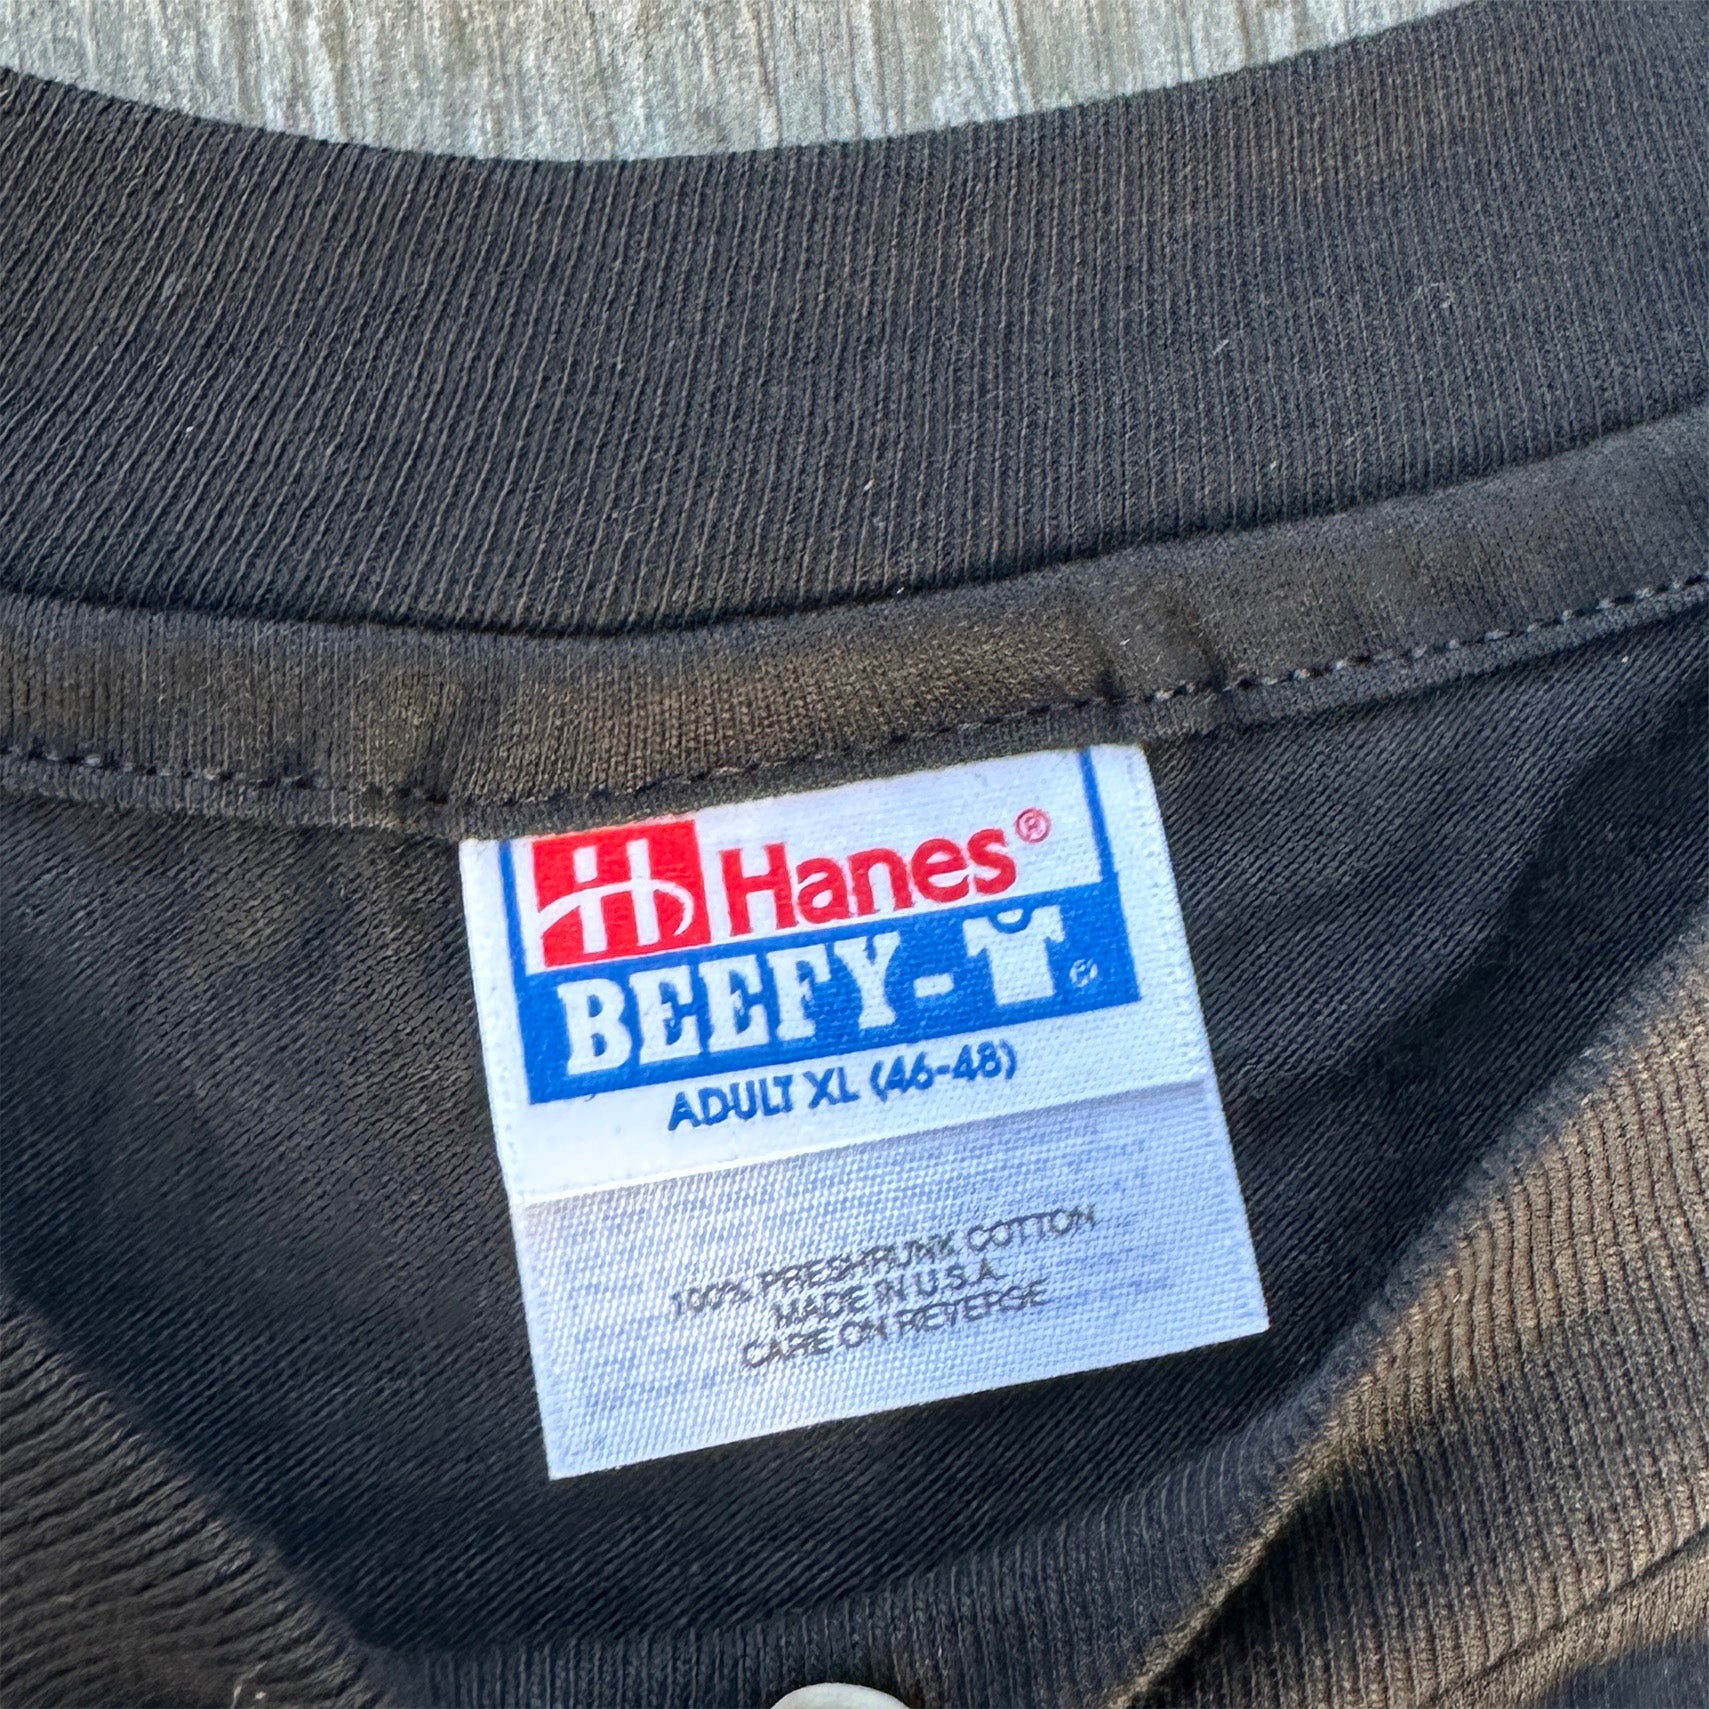 Hanes®
BEEFY-T®
ADULT XL (46-48)
100% PRESHRUNK COTTON
MADE IN U.S.A.
CARE ON REVERSE